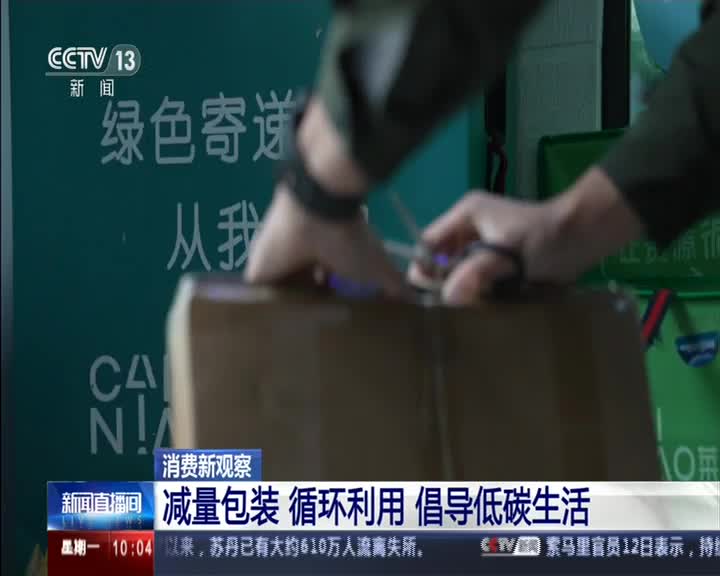 CCTV 13
新闻
绿色寄递
从我
CAI
NIA
消费新观察
新闻直播间
减量包装 循环利用 倡导低碳生活
星期一 10:04
以来，苏丹已有大约610万人流离失所。 CCTV 新闻 索马里官员12日表示，持续